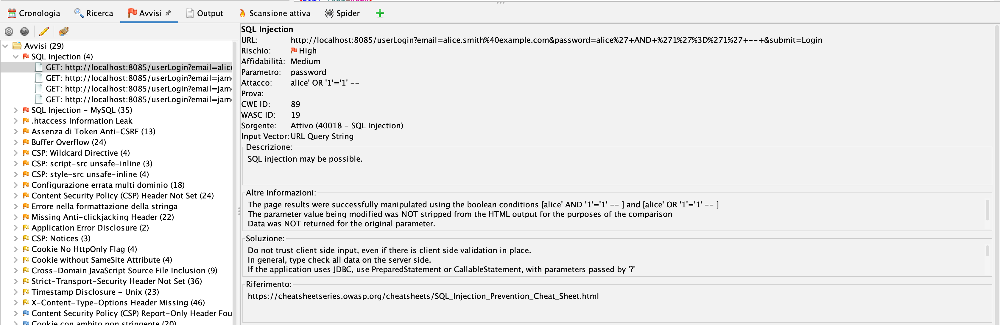 <html lang="en">
Cronologia Ricerca Avvisi Output Scansione attiva Spider
Avvisi (29)
SQL Injection (4)
GET: http://localhost:8085/userLogin?email=alic
GET: http://localhost:8085/userLogin?email=jam
GET: http://localhost:8085/userLogin?email=jam
GET: http://localhost:8085/userLogin?email=jam
SQL Injection - MySQL (35)
.htaccess Information Leak
Assenza di Token Anti-CSRF (13)
Buffer Overflow (24)
CSP: Wildcard Directive (4)
CSP: script-src unsafe-inline (3)
CSP: style-src unsafe-inline (4)
Configurazione errata multi dominio (18)
Content Security Policy (CSP) Header Not Set (24)
Errore nella formattazione della stringa
Missing Anti-clickjacking Header (22)
Application Error Disclosure (2)
CSP: Notices (3)
Cookie No HttpOnly Flag (4)
Cookie without SameSite Attribute (4)
Cross-Domain JavaScript Source File Inclusion (9)
Strict-Transport-Security Header Not Set (36)
Timestamp Disclosure - Unix (23)
X-Content-Type-Options Header Missing (46)
Content Security Policy (CSP) Report-Only Header Fou
Cookie con ambito non stringente (20)
SQL Injection
URL: http://localhost:8085/userLogin?email=alice.smith%40example.com&password=alice%27+AND+%271%27%3D%271%27+--+&submit=Login
Rischio: High
Affidabilità: Medium
Parametro: password
Attacco: alice' OR '1'='1' --
Prova:
CWE ID: 89
WASC ID: 19
Sorgente: Attivo (40018 - SQL Injection)
Input Vector: URL Query String
Descrizione:
SQL injection may be possible.
Altre Informazioni:
The page results were successfully manipulated using the boolean conditions [alice' AND '1'='1' -- ] and [alice' OR '1'='1' -- ]
The parameter value being modified was NOT stripped from the HTML output for the purposes of the comparison
Data was NOT returned for the original parameter.
Soluzione:
Do not trust client side input, even if there is client side validation in place.
In general, type check all data on the server side.
If the application uses JDBC, use PreparedStatement or CallableStatement, with parameters passed by '?'
Riferimento:
https://cheatsheetseries.owasp.org/cheatsheets/SQL_Injection_Prevention_Cheat_Sheet.html